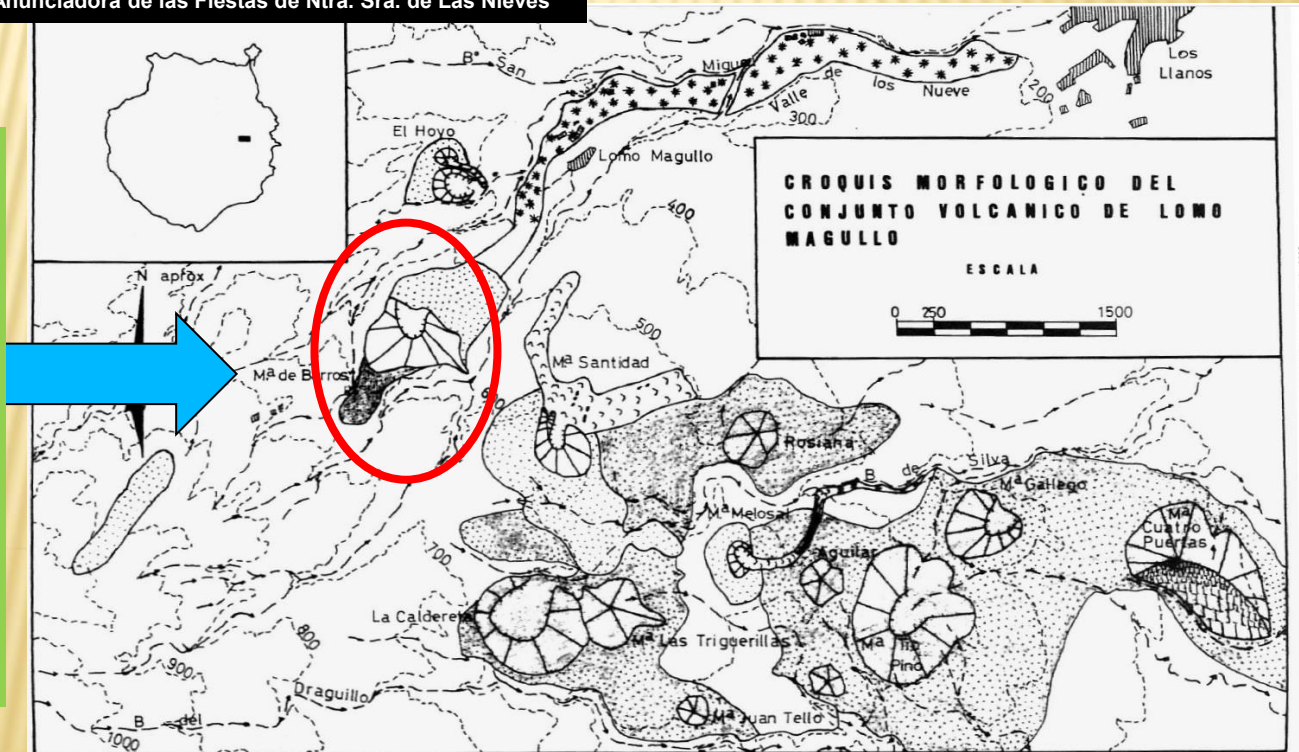 Anunciadora de las Fiestas de Ntra. Sra. de Las Nieves
Bº San Miguel
Valle de los Nueve
Los
Llanos
200
300
El Hoyo
Lomo Magullo
CROQUIS MORFOLOGICO DEL
CONJUNTO VOLCANICO DE LOMO
MAGULLO
ESCALA
0 250 1500
400
N aprox
500
Mª de Barros
Mª Santidad
600
Rosiana
B de Silva
Mª Gallego
Mª Melosal
Mª
Cuatro
Puertas
700
Aguilar
La Caldereta
Mª Las Triguerillas
Mª Tio
Pino
800
900
Mª Juan Tello
B del Draguillo
1000